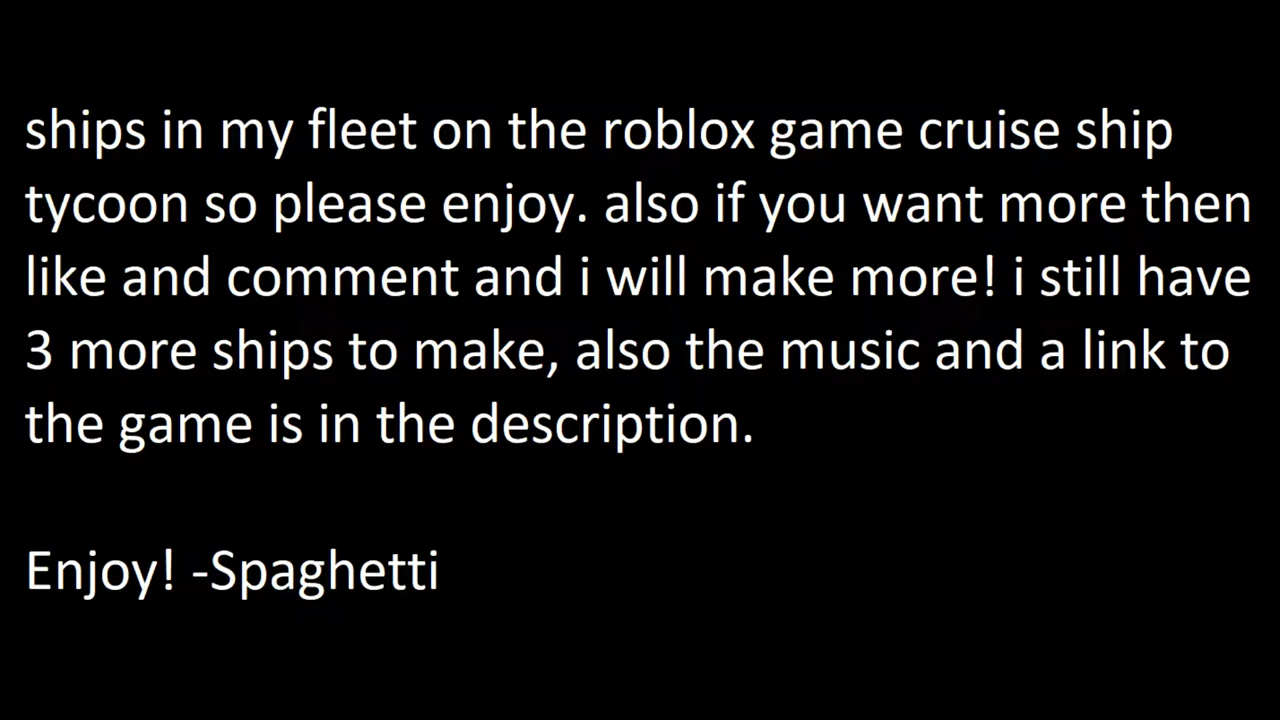 ships in my fleet on the roblox game cruise ship
tycoon so please enjoy. also if you want more then
like and comment and i will make more! i still have
3 more ships to make, also the music and a link to
the game is in the description.
Enjoy! -Spaghetti